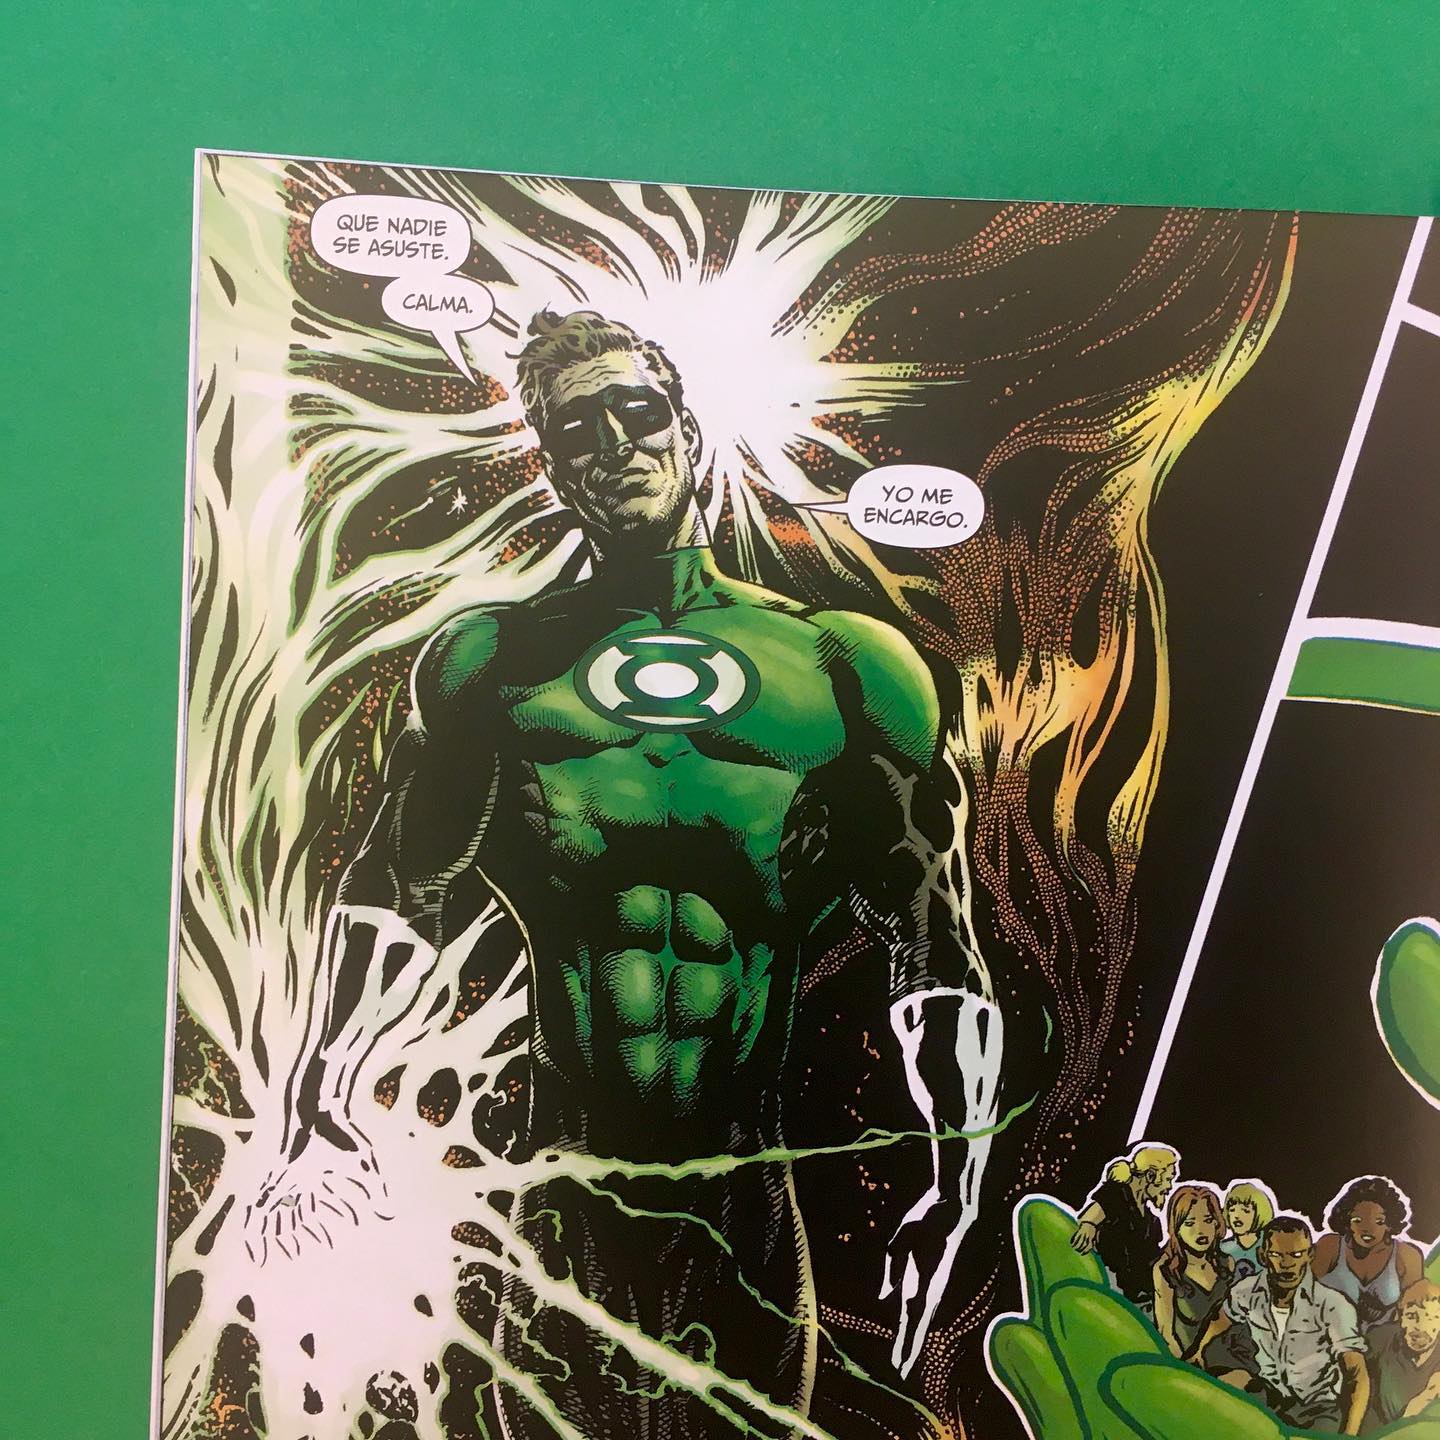 QUE NADIE
SE ASUSTE.
CALMA.
YO ME
ENCARGO.